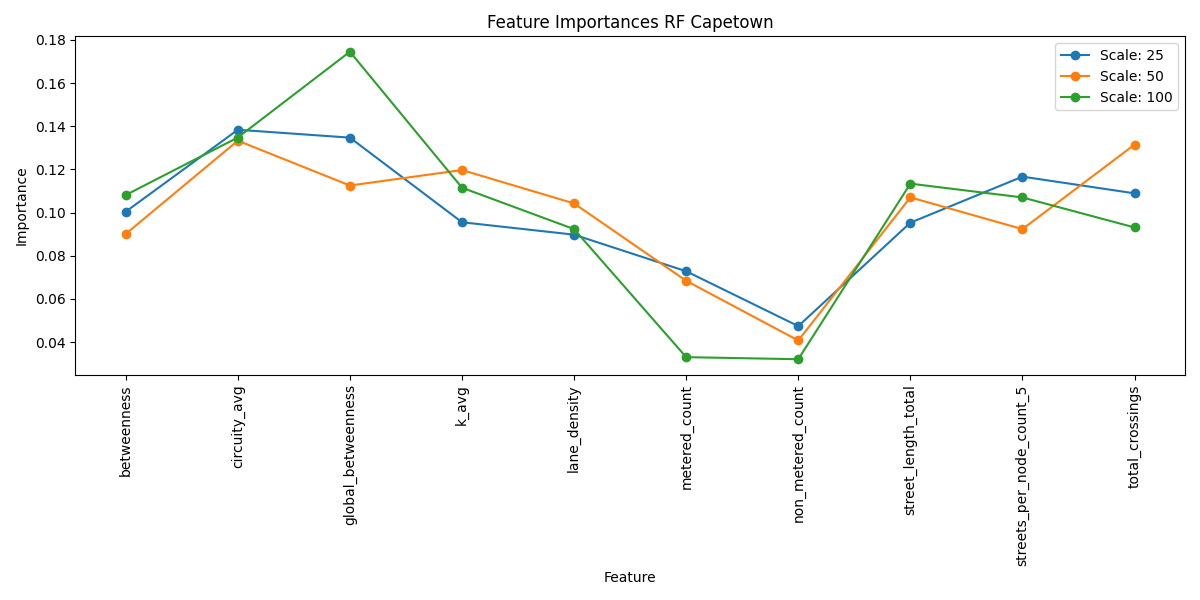 Feature Importances RF Capetown
Scale: 25
Scale: 50
Scale: 100
Importance
0.18
0.16
0.14
0.12
0.10
0.08
0.06
0.04
betweenness
circuity_avg
global_betweenness
k_avg
lane_density
metered_count
non_metered_count
street_length_total
streets_per_node_count_5
total_crossings
Feature